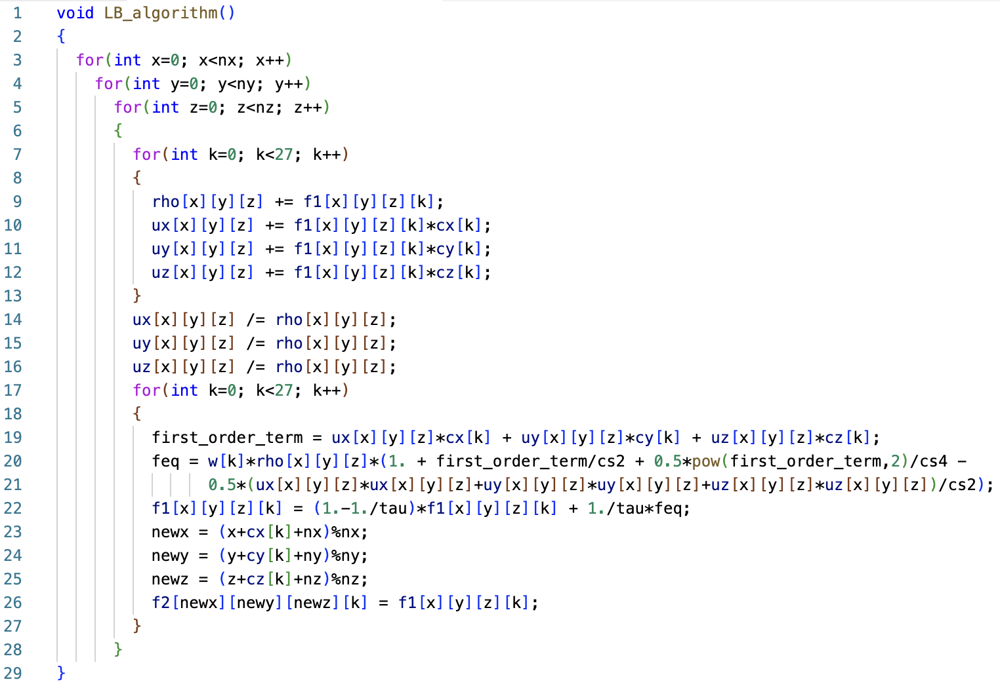 1 void LB_algorithm()
2 {
3 for(int x=0; x<nx; x++)
4 for(int y=0; y<ny; y++)
5 for(int z=0; z<nz; z++)
6 {
7 for(int k=0; k<27; k++)
8 {
9 rho[x][y][z] += f1[x][y][z][k];
10 ux[x][y][z] += f1[x][y][z][k]*cx[k];
11 uy[x][y][z] += f1[x][y][z][k]*cy[k];
12 uz[x][y][z] += f1[x][y][z][k]*cz[k];
13 }
14 ux[x][y][z] /= rho[x][y][z];
15 uy[x][y][z] /= rho[x][y][z];
16 uz[x][y][z] /= rho[x][y][z];
17 for(int k=0; k<27; k++)
18 {
19 first_order_term = ux[x][y][z]*cx[k] + uy[x][y][z]*cy[k] + uz[x][y][z]*cz[k];
20 feq = w[k]*rho[x][y][z]*(1. + first_order_term/cs2 + 0.5*pow(first_order_term,2)/cs4 -
21 0.5*(ux[x][y][z]*ux[x][y][z]+uy[x][y][z]*uy[x][y][z]+uz[x][y][z]*uz[x][y][z])/cs2);
22 f1[x][y][z][k] = (1.-1./tau)*f1[x][y][z][k] + 1./tau*feq;
23 newx = (x+cx[k]+nx)%nx;
24 newy = (y+cy[k]+ny)%ny;
25 newz = (z+cz[k]+nz)%nz;
26 f2[newx][newy][newz][k] = f1[x][y][z][k];
27 }
28 }
29 }